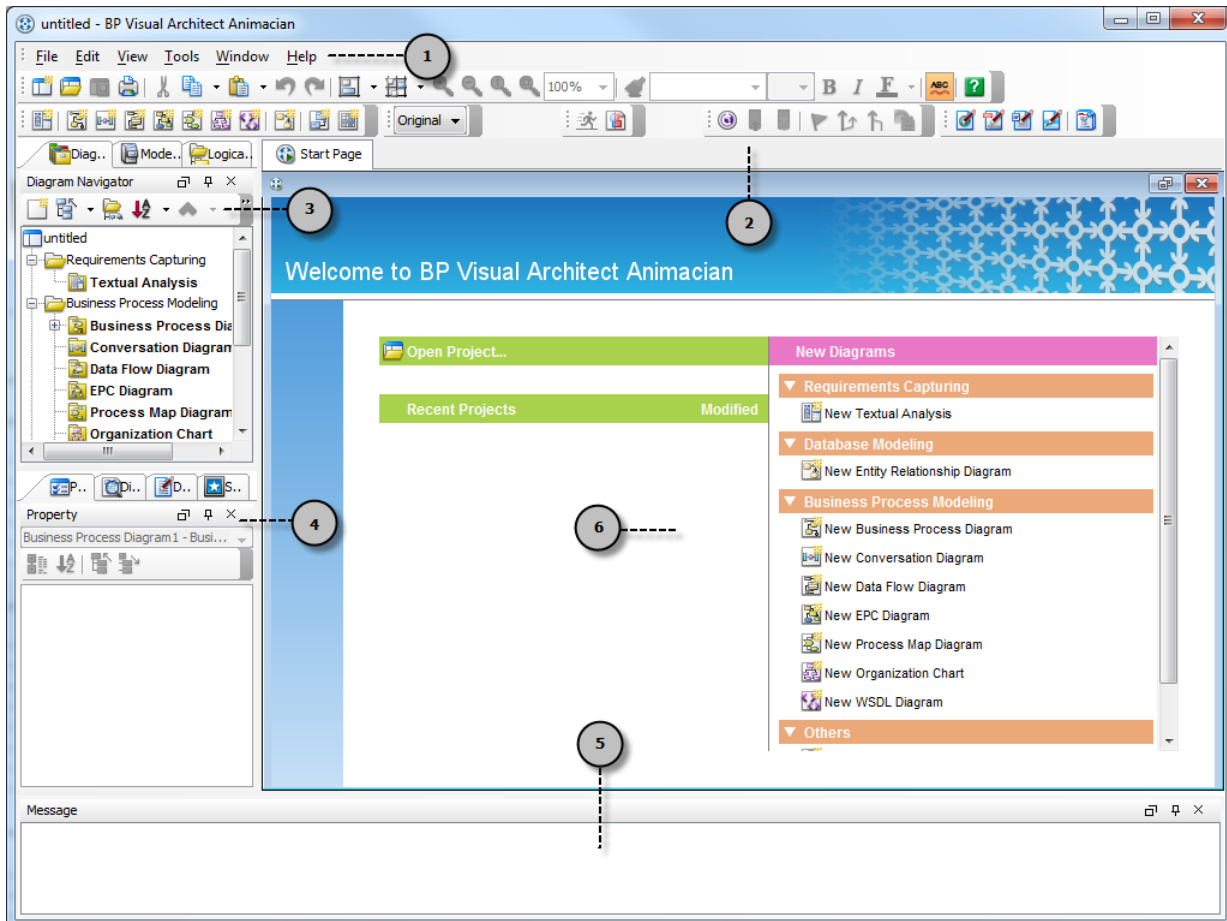 untitled - BP Visual Architect Animacian
File Edit View Tools Window Help
1
100%
B I F
ABC
?
Original
Diag.. Mode.. Logica..
Start Page
Diagram Navigator
2
3
untitled
Requirements Capturing
Textual Analysis
Business Process Modeling
Business Process Dia
Conversation Diagram
Data Flow Diagram
EPC Diagram
Process Map Diagram
Organization Chart
Welcome to BP Visual Architect Animacian
Open Project...
Recent Projects Modified
New Diagrams
Requirements Capturing
New Textual Analysis
Database Modeling
New Entity Relationship Diagram
Business Process Modeling
New Business Process Diagram
New Conversation Diagram
New Data Flow Diagram
New EPC Diagram
New Process Map Diagram
New Organization Chart
New WSDL Diagram
Others
P.. Di.. D.. S..
Property
4
Business Process Diagram1 - Busi...
6
5
Message